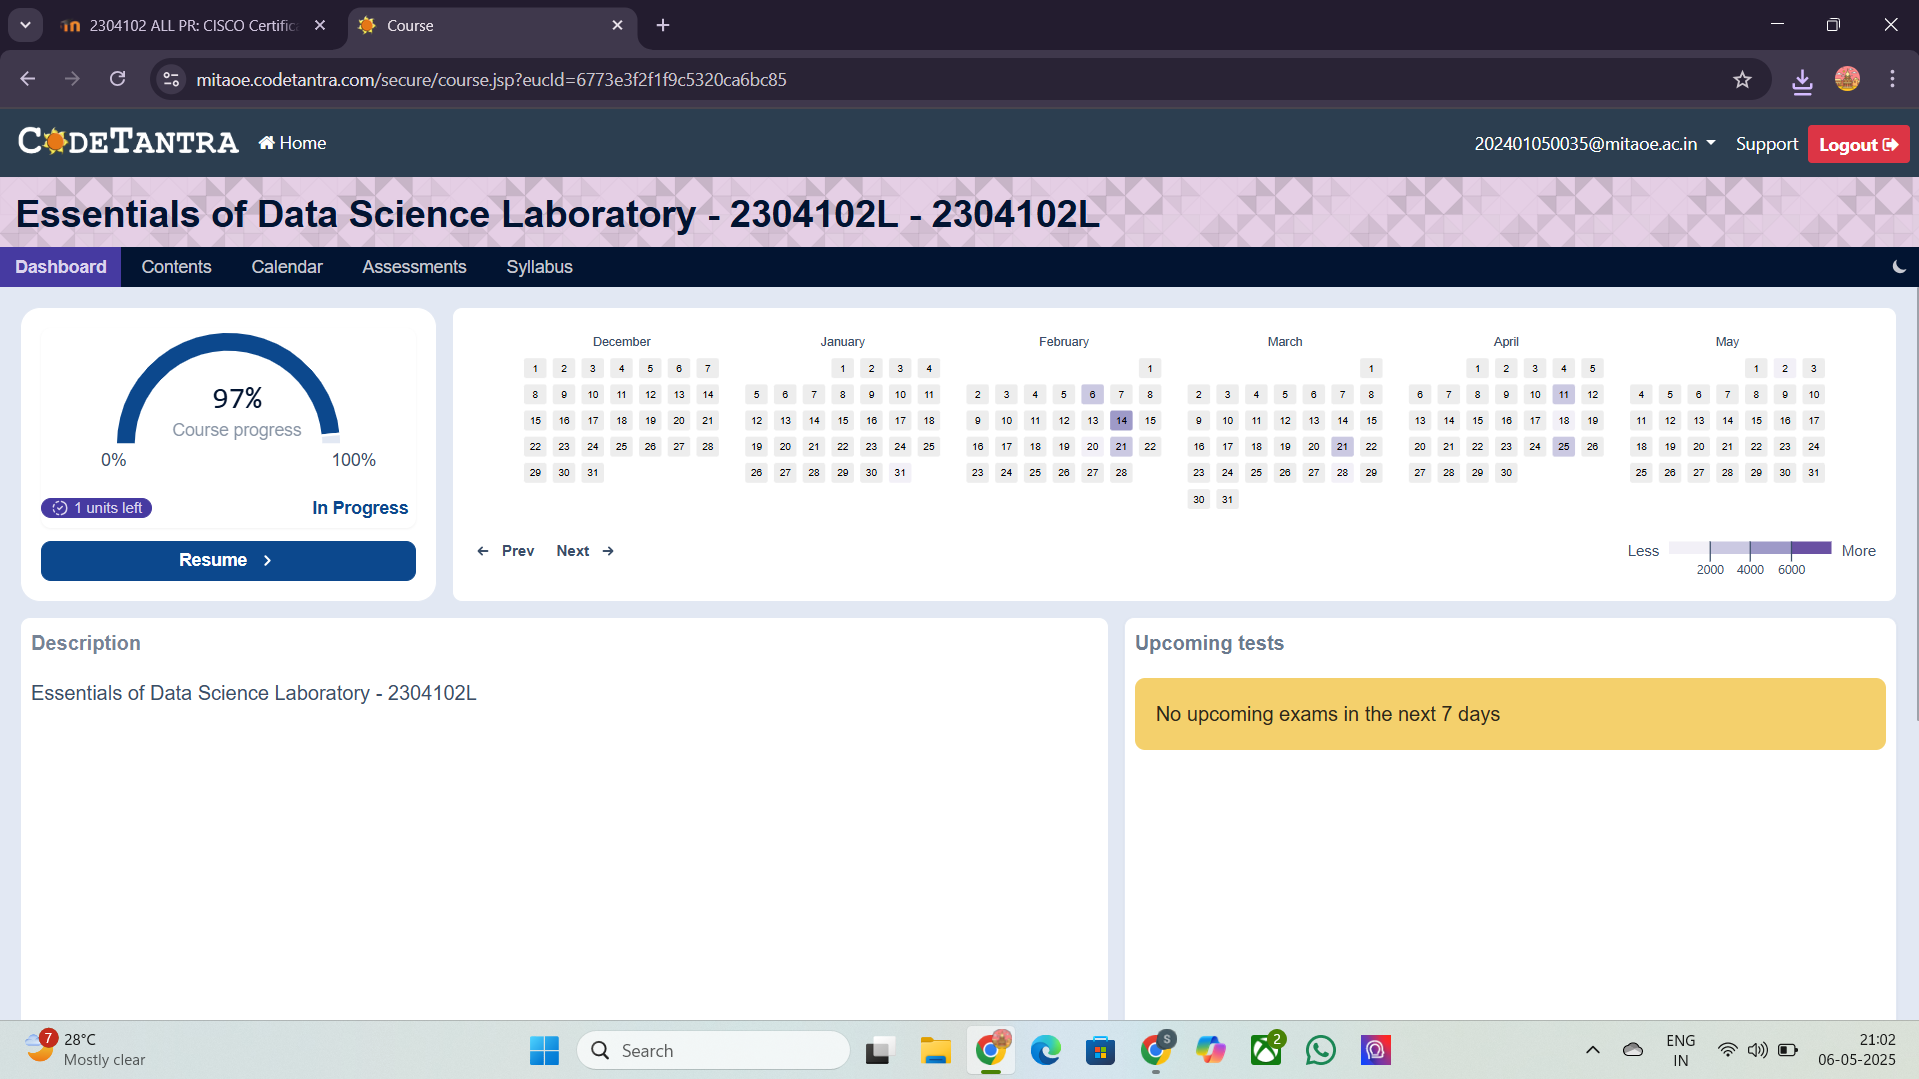 2304102 ALL PR: CISCO Certific
Course
mitaoe.codetantra.com/secure/course.jsp?eucId=6773e3f2f1f9c5320ca6bc85
CODETANTRA Home 202401050035@mitaoe.ac.in Support Logout
Essentials of Data Science Laboratory - 2304102L - 2304102L
Dashboard Contents Calendar Assessments Syllabus
97%
Course progress
0% 100%
1 units left In Progress
Resume
December
1 2 3 4 5 6 7
8 9 10 11 12 13 14
15 16 17 18 19 20 21
22 23 24 25 26 27 28
29 30 31
January
1 2 3 4
5 6 7 8 9 10 11
12 13 14 15 16 17 18
19 20 21 22 23 24 25
26 27 28 29 30 31
February
1
2 3 4 5 6 7 8
9 10 11 12 13 14 15
16 17 18 19 20 21 22
23 24 25 26 27 28
March
1
2 3 4 5 6 7 8
9 10 11 12 13 14 15
16 17 18 19 20 21 22
23 24 25 26 27 28 29
30 31
April
1 2 3 4 5
6 7 8 9 10 11 12
13 14 15 16 17 18 19
20 21 22 23 24 25 26
27 28 29 30
May
1 2 3
4 5 6 7 8 9 10
11 12 13 14 15 16 17
18 19 20 21 22 23 24
25 26 27 28 29 30 31
Prev Next
Less More
2000 4000 6000
Description
Essentials of Data Science Laboratory - 2304102L
Upcoming tests
No upcoming exams in the next 7 days
7
28°C
Mostly clear
Search
S
2
ENG
IN
21:02
06-05-2025